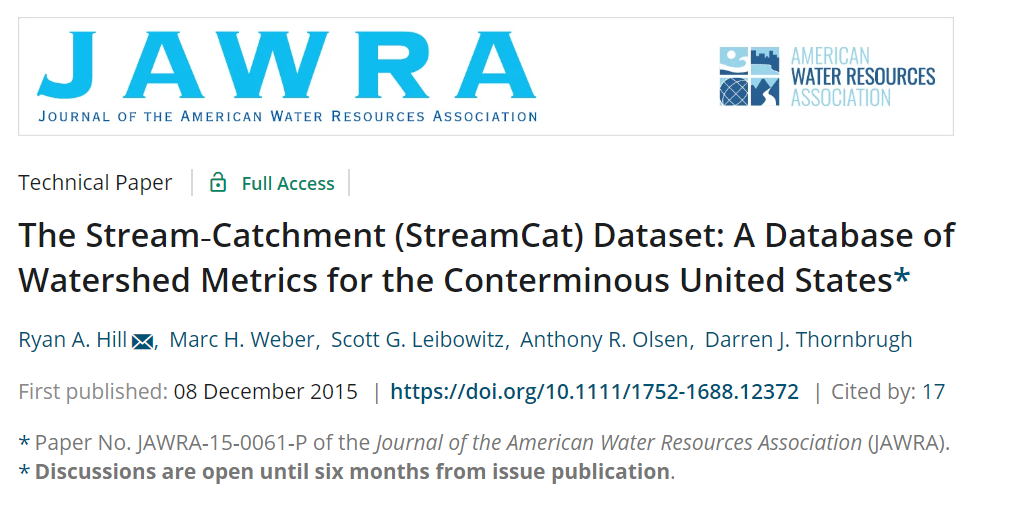 JAWRA
JOURNAL OF THE AMERICAN WATER RESOURCES ASSOCIATION
AMERICAN
WATER RESOURCES
ASSOCIATION
Technical Paper | Full Access |
The Stream-Catchment (StreamCat) Dataset: A Database of
Watershed Metrics for the Conterminous United States*
Ryan A. Hill, Marc H. Weber, Scott G. Leibowitz, Anthony R. Olsen, Darren J. Thornbrugh
First published: 08 December 2015 | https://doi.org/10.1111/1752-1688.12372 | Cited by: 17
* Paper No. JAWRA-15-0061-P of the Journal of the American Water Resources Association (JAWRA).
* Discussions are open until six months from issue publication.